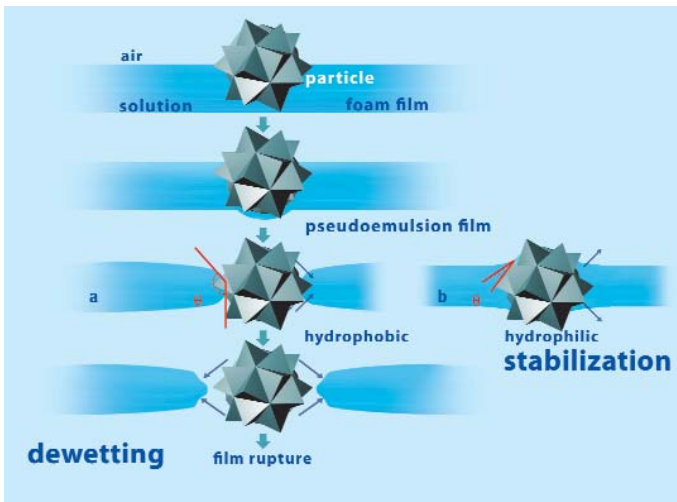 air
particle
solution
foam film
pseudoemulsion film
a
θ
b
θ
hydrophobic
hydrophilic
stabilization
dewetting
film rupture